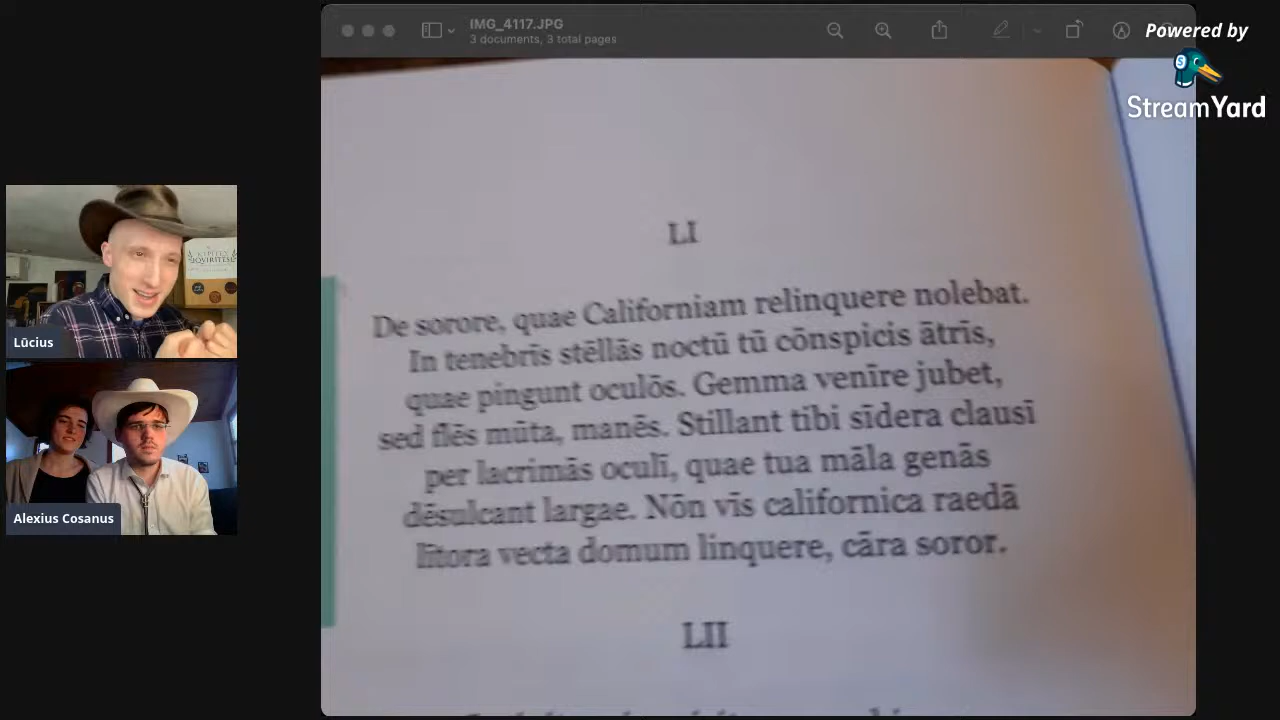 IMG_4117.JPG
3 documents, 3 total pages
Powered by
StreamYard
LI
De sorore, quae Californiam relinquere nolebat.
In tenebrīs stēllās noctū tū cōnspicis ātrīs,
quae pingunt oculōs. Gemma venīre jubet,
sed flēs mūta, manēs. Stillant tibi sīdera clausī
per lacrimās oculī, quae tua māla genās
dēsulcant largae. Nōn vīs californica raedā
lītora vecta domum linquere, cāra soror.
LII
Lūcius
Alexius Cosanus